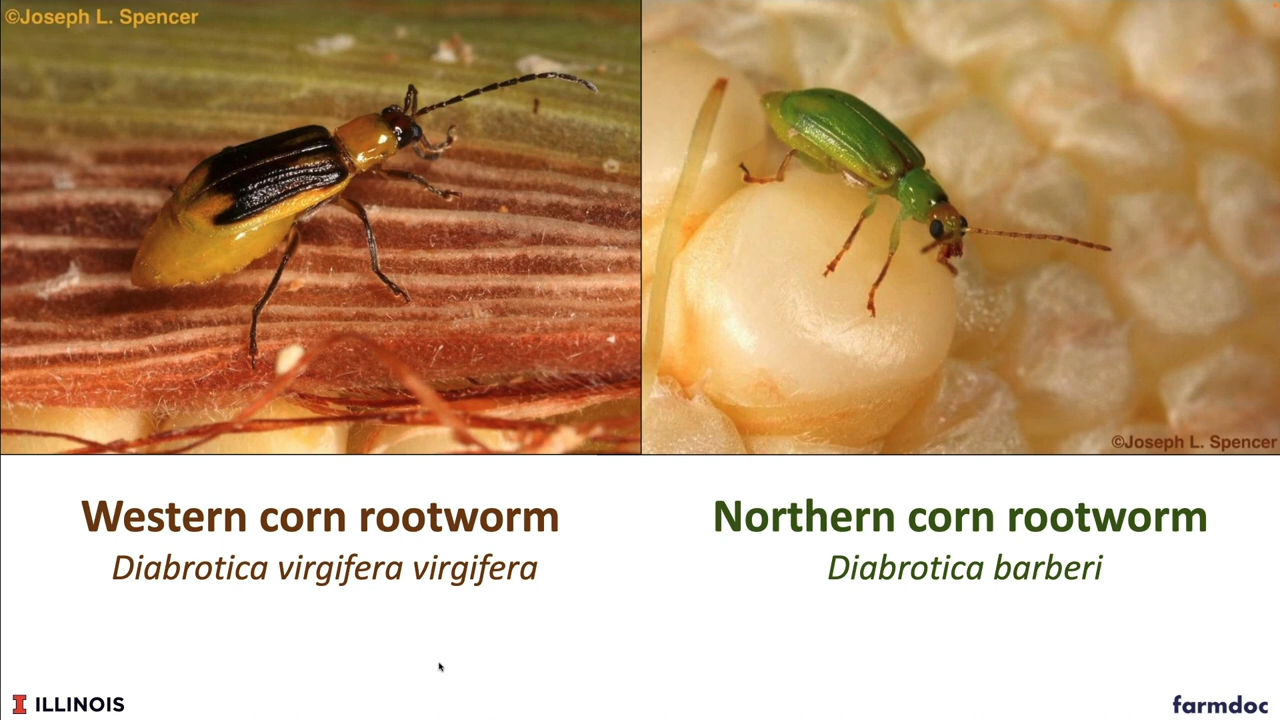 ©Joseph L. Spencer
©Joseph L. Spencer
Western corn rootworm
Diabrotica virgifera virgifera
Northern corn rootworm
Diabrotica barberi
I ILLINOIS
farmdoc